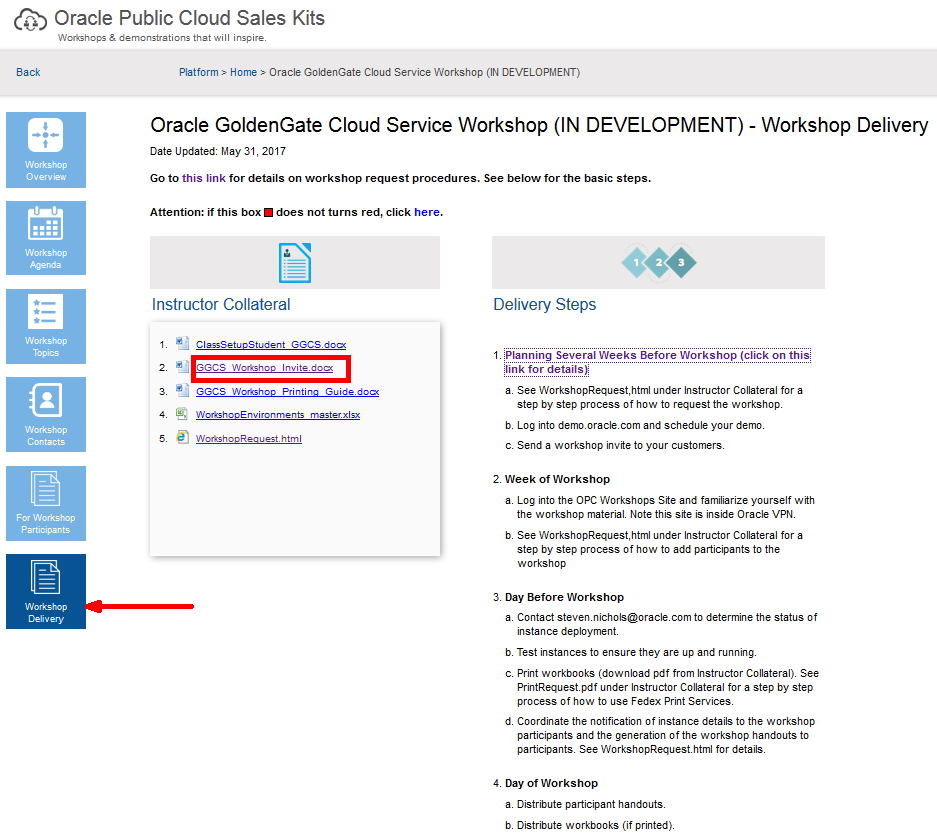 Oracle Public Cloud Sales Kits
Workshops & demonstrations that will inspire.
Back
Platform > Home > Oracle GoldenGate Cloud Service Workshop (IN DEVELOPMENT)
Workshop
Overview
Workshop
Agenda
Workshop
Topics
Workshop
Contacts
For Workshop
Participants
Workshop
Delivery
Oracle GoldenGate Cloud Service Workshop (IN DEVELOPMENT) - Workshop Delivery
Date Updated: May 31, 2017
Go to this link for details on workshop request procedures. See below for the basic steps.
Attention: if this box does not turns red, click here.
Instructor Collateral
1. ClassSetupStudent_GGCS.docx
2. GGCS_Workshop_Invite.docx
3. GGCS_Workshop_Printing_Guide.docx
4. WorkshopEnvironments_master.xlsx
5. WorkshopRequest.html
1 2 3
Delivery Steps
1. Planning Several Weeks Before Workshop (click on this
link for details)
a. See WorkshopRequest,html under Instructor Collateral for a
step by step process of how to request the workshop.
b. Log into demo.oracle.com and schedule your demo.
c. Send a workshop invite to your customers.
2. Week of Workshop
a. Log into the OPC Workshops Site and familiarize yourself with
the workshop material. Note this site is inside Oracle VPN.
b. See WorkshopRequest,html under Instructor Collateral for a
step by step process of how to add participants to the
workshop
3. Day Before Workshop
a. Contact steven.nichols@oracle.com to determine the status of
instance deployment.
b. Test instances to ensure they are up and running.
c. Print workbooks (download pdf from Instructor Collateral). See
PrintRequest.pdf under Instructor Collateral for a step by step
process of how to use Fedex Print Services.
d. Coordinate the notification of instance details to the workshop
participants and the generation of the workshop handouts to
participants. See WorkshopRequest.html for details.
4. Day of Workshop
a. Distribute participant handouts.
b. Distribute workbooks (if printed).